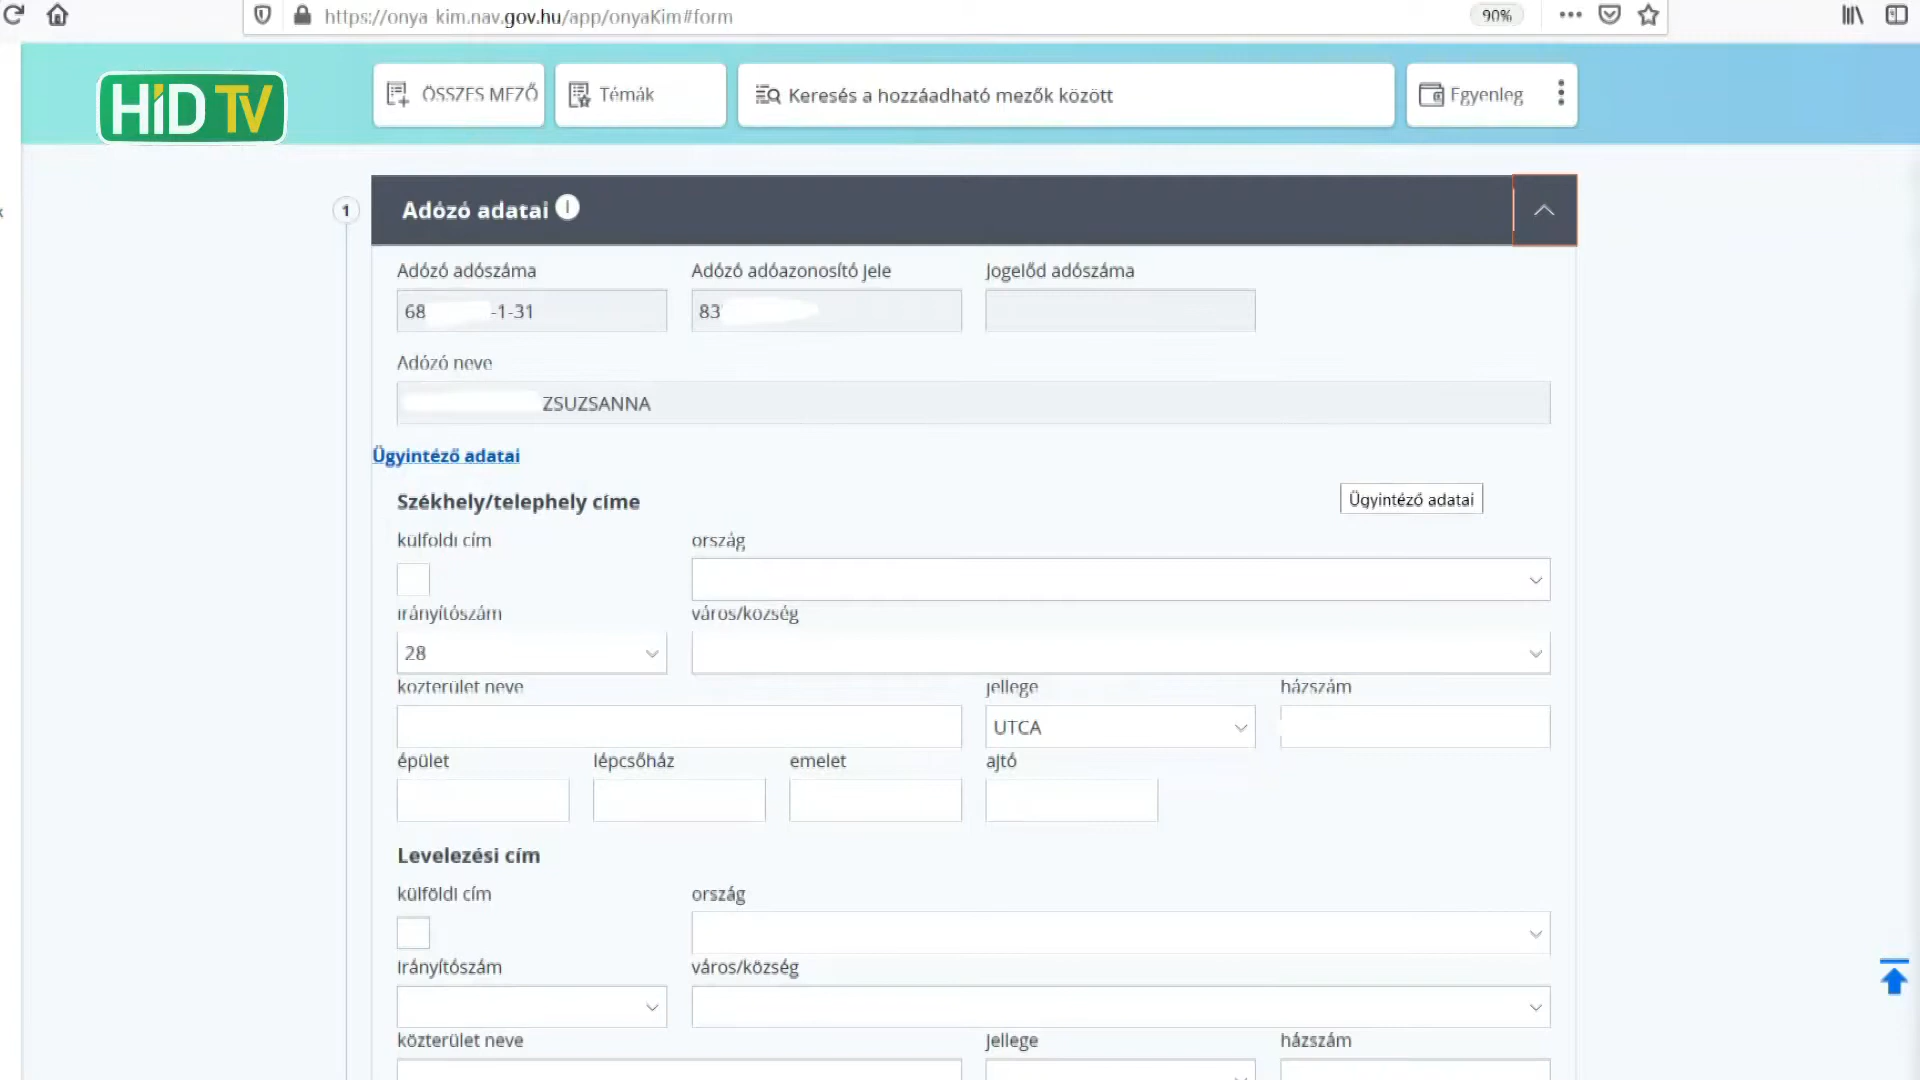 https://onya-kim.nav.gov.hu/app/onyaKim#form
90%
HiD TV
ÖSSZES MEZŐ
Témák
Keresés a hozzáadható mezők között
Egyenleg
1
Adózó adatai
Adózó adószáma
Adózó adóazonosító jele
Jogelőd adószáma
68 -1-31
83
Adózó neve
ZSUZSANNA
Ügyintéző adatai
Székhely/telephely címe
Ügyintéző adatai
külföldi cím
ország
irányítószám
város/község
28
közterület neve
jellege
házszám
UTCA
épület
lépcsőház
emelet
ajtó
Levelezési cím
külföldi cím
ország
irányítószám
város/község
közterület neve
jellege
házszám